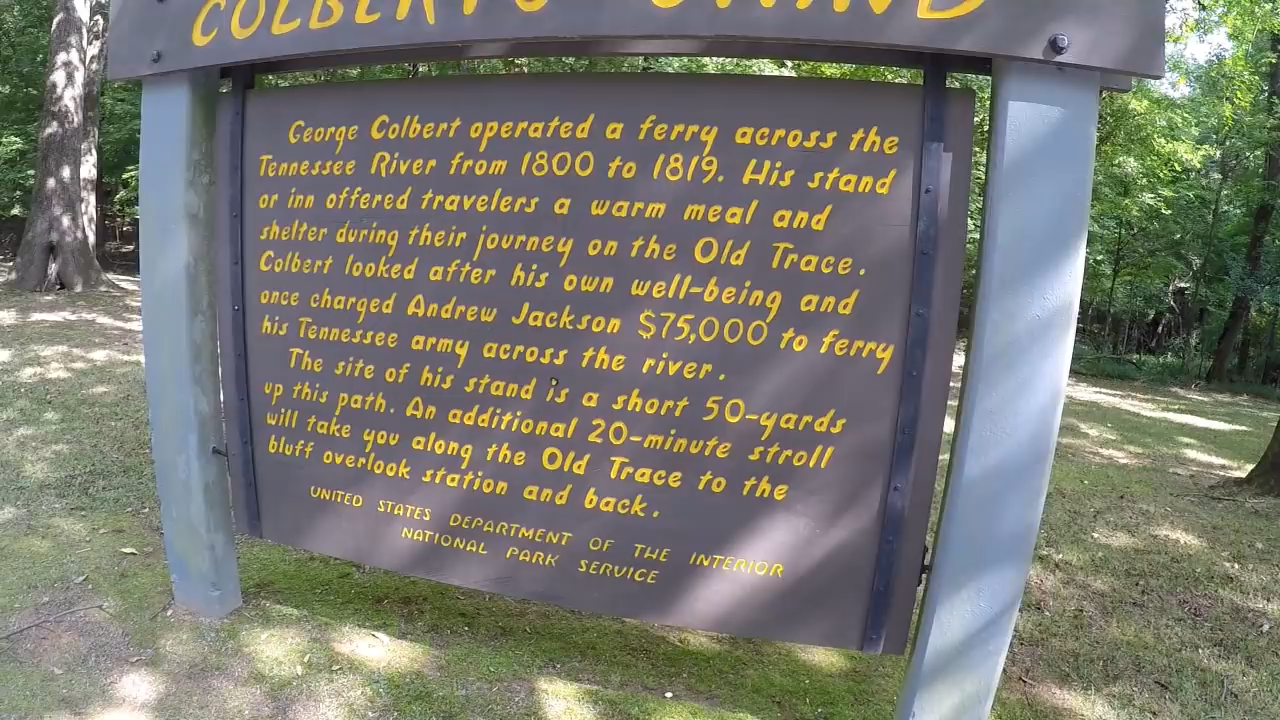 COLBERT'S STAND
George Colbert operated a ferry across the
Tennessee River from 1800 to 1819. His stand
or inn offered travelers a warm meal and
shelter during their journey on the Old Trace.
Colbert looked after his own well-being and
once charged Andrew Jackson $75,000 to ferry
his Tennessee army across the river.
The site of his stand is a short 50-yards
up this path. An additional 20-minute stroll
will take you along the Old Trace to the
bluff overlook station and back.
UNITED STATES DEPARTMENT OF THE INTERIOR
NATIONAL PARK SERVICE